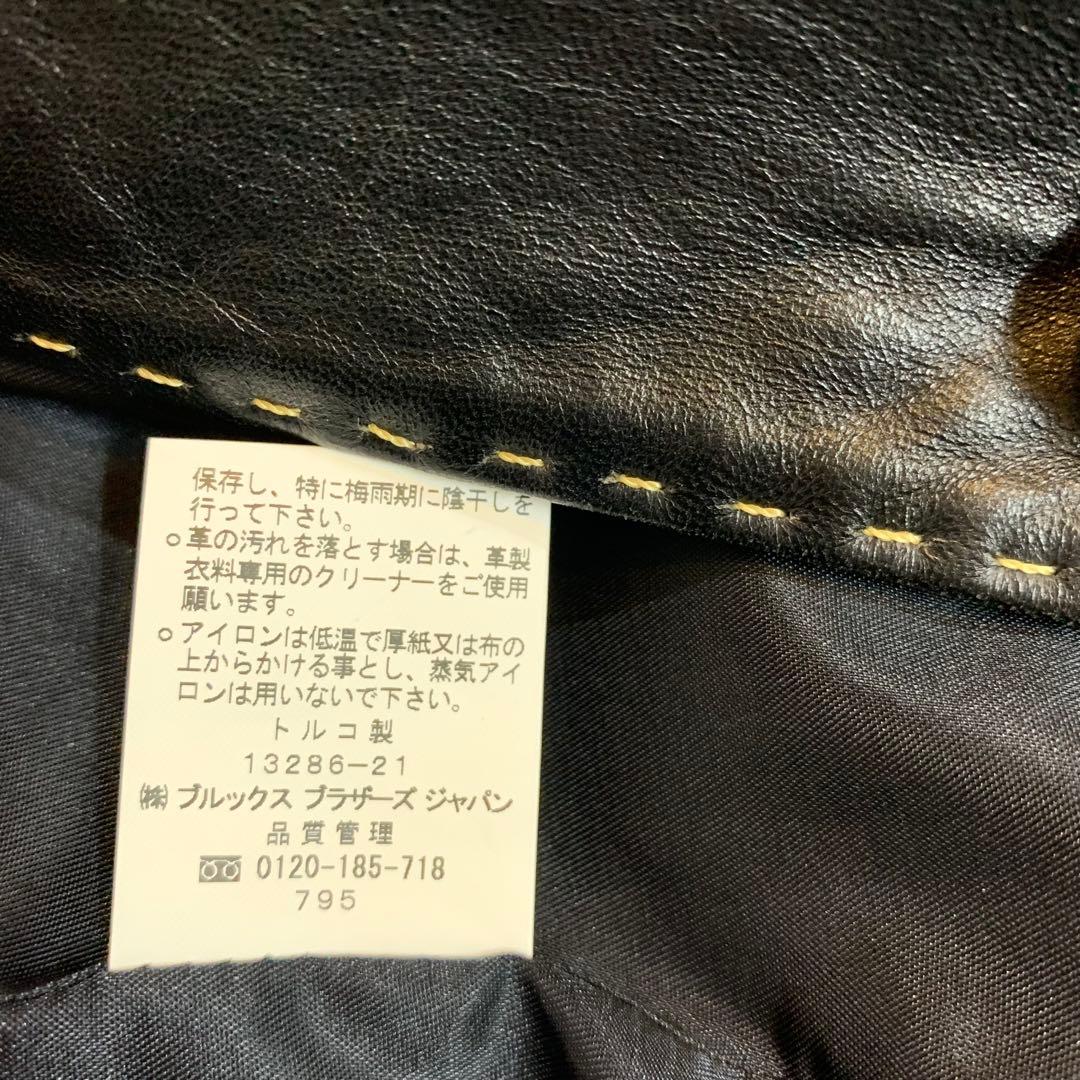 保存し、特に梅雨期に陰干しを
行って下さい。
○革の汚れを落とす場合は、革製
衣料専用のクリーナーをご使用
願います。
○アイロンは低温で厚紙又は布の
上からかける事とし、蒸気アイ
ロンは用いないで下さい。
トルコ製
13286-21
㈱ブルックス ブラザーズ ジャパン
品質管理
0120-185-718
795